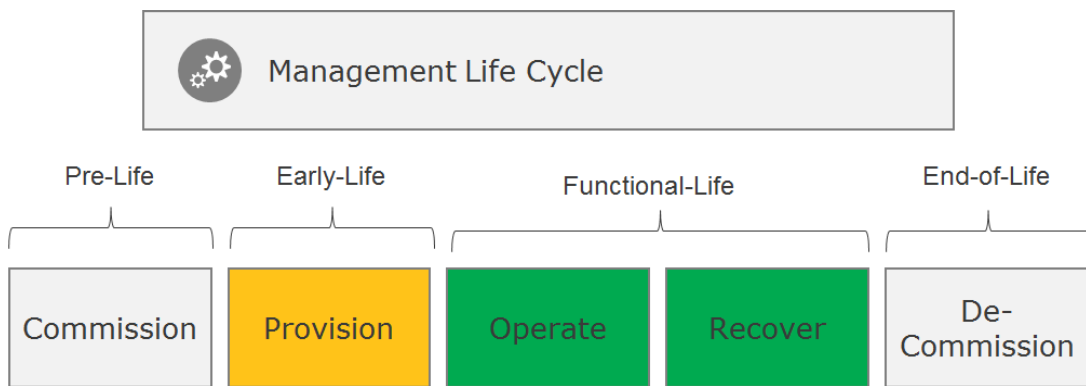 Management Life Cycle
Pre-Life
Early-Life
Functional-Life
End-of-Life
Commission
Provision
Operate
Recover
De-
Commission